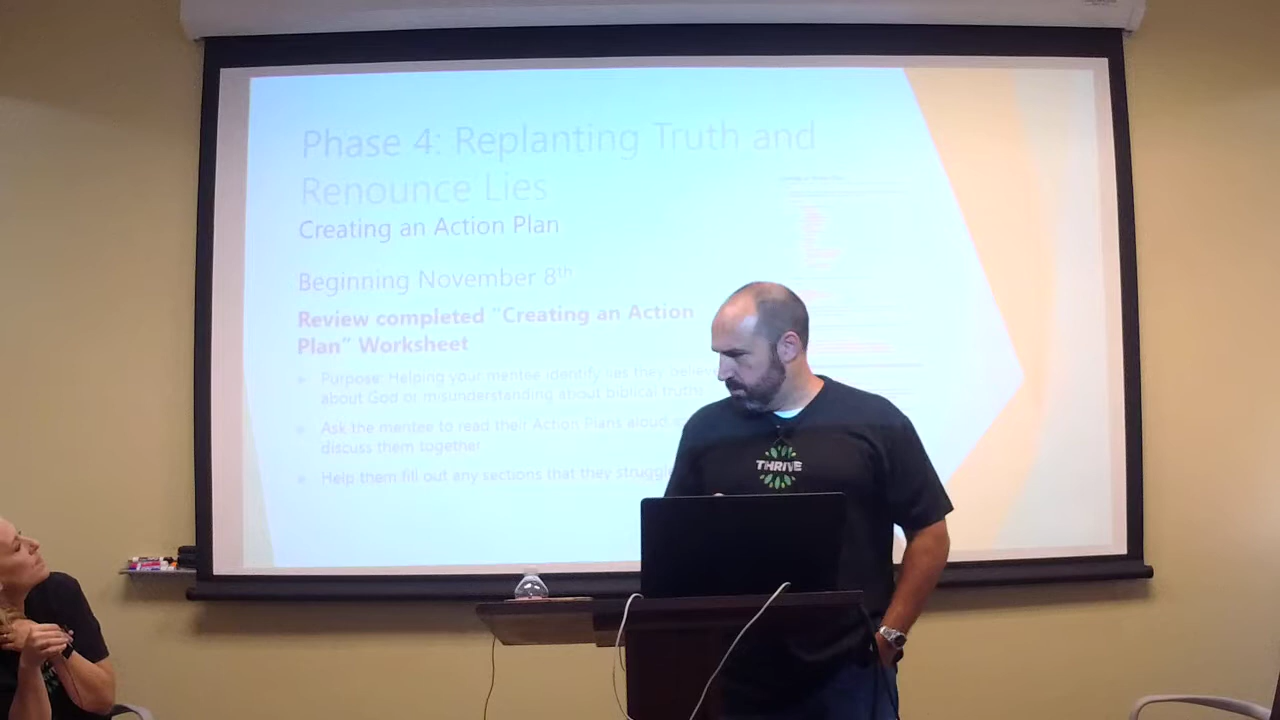 Phase 4: Replanting Truth and
Renounce Lies
Creating an Action Plan
Beginning November 8th
Review completed "Creating an Action
Plan" Worksheet
Purpose: Helping your mentee identify lies they believe
about God or misunderstanding about biblical truths
Ask the mentee to read their Action Plans aloud,
discuss them together
Help them fill out any sections that they
THRIVE